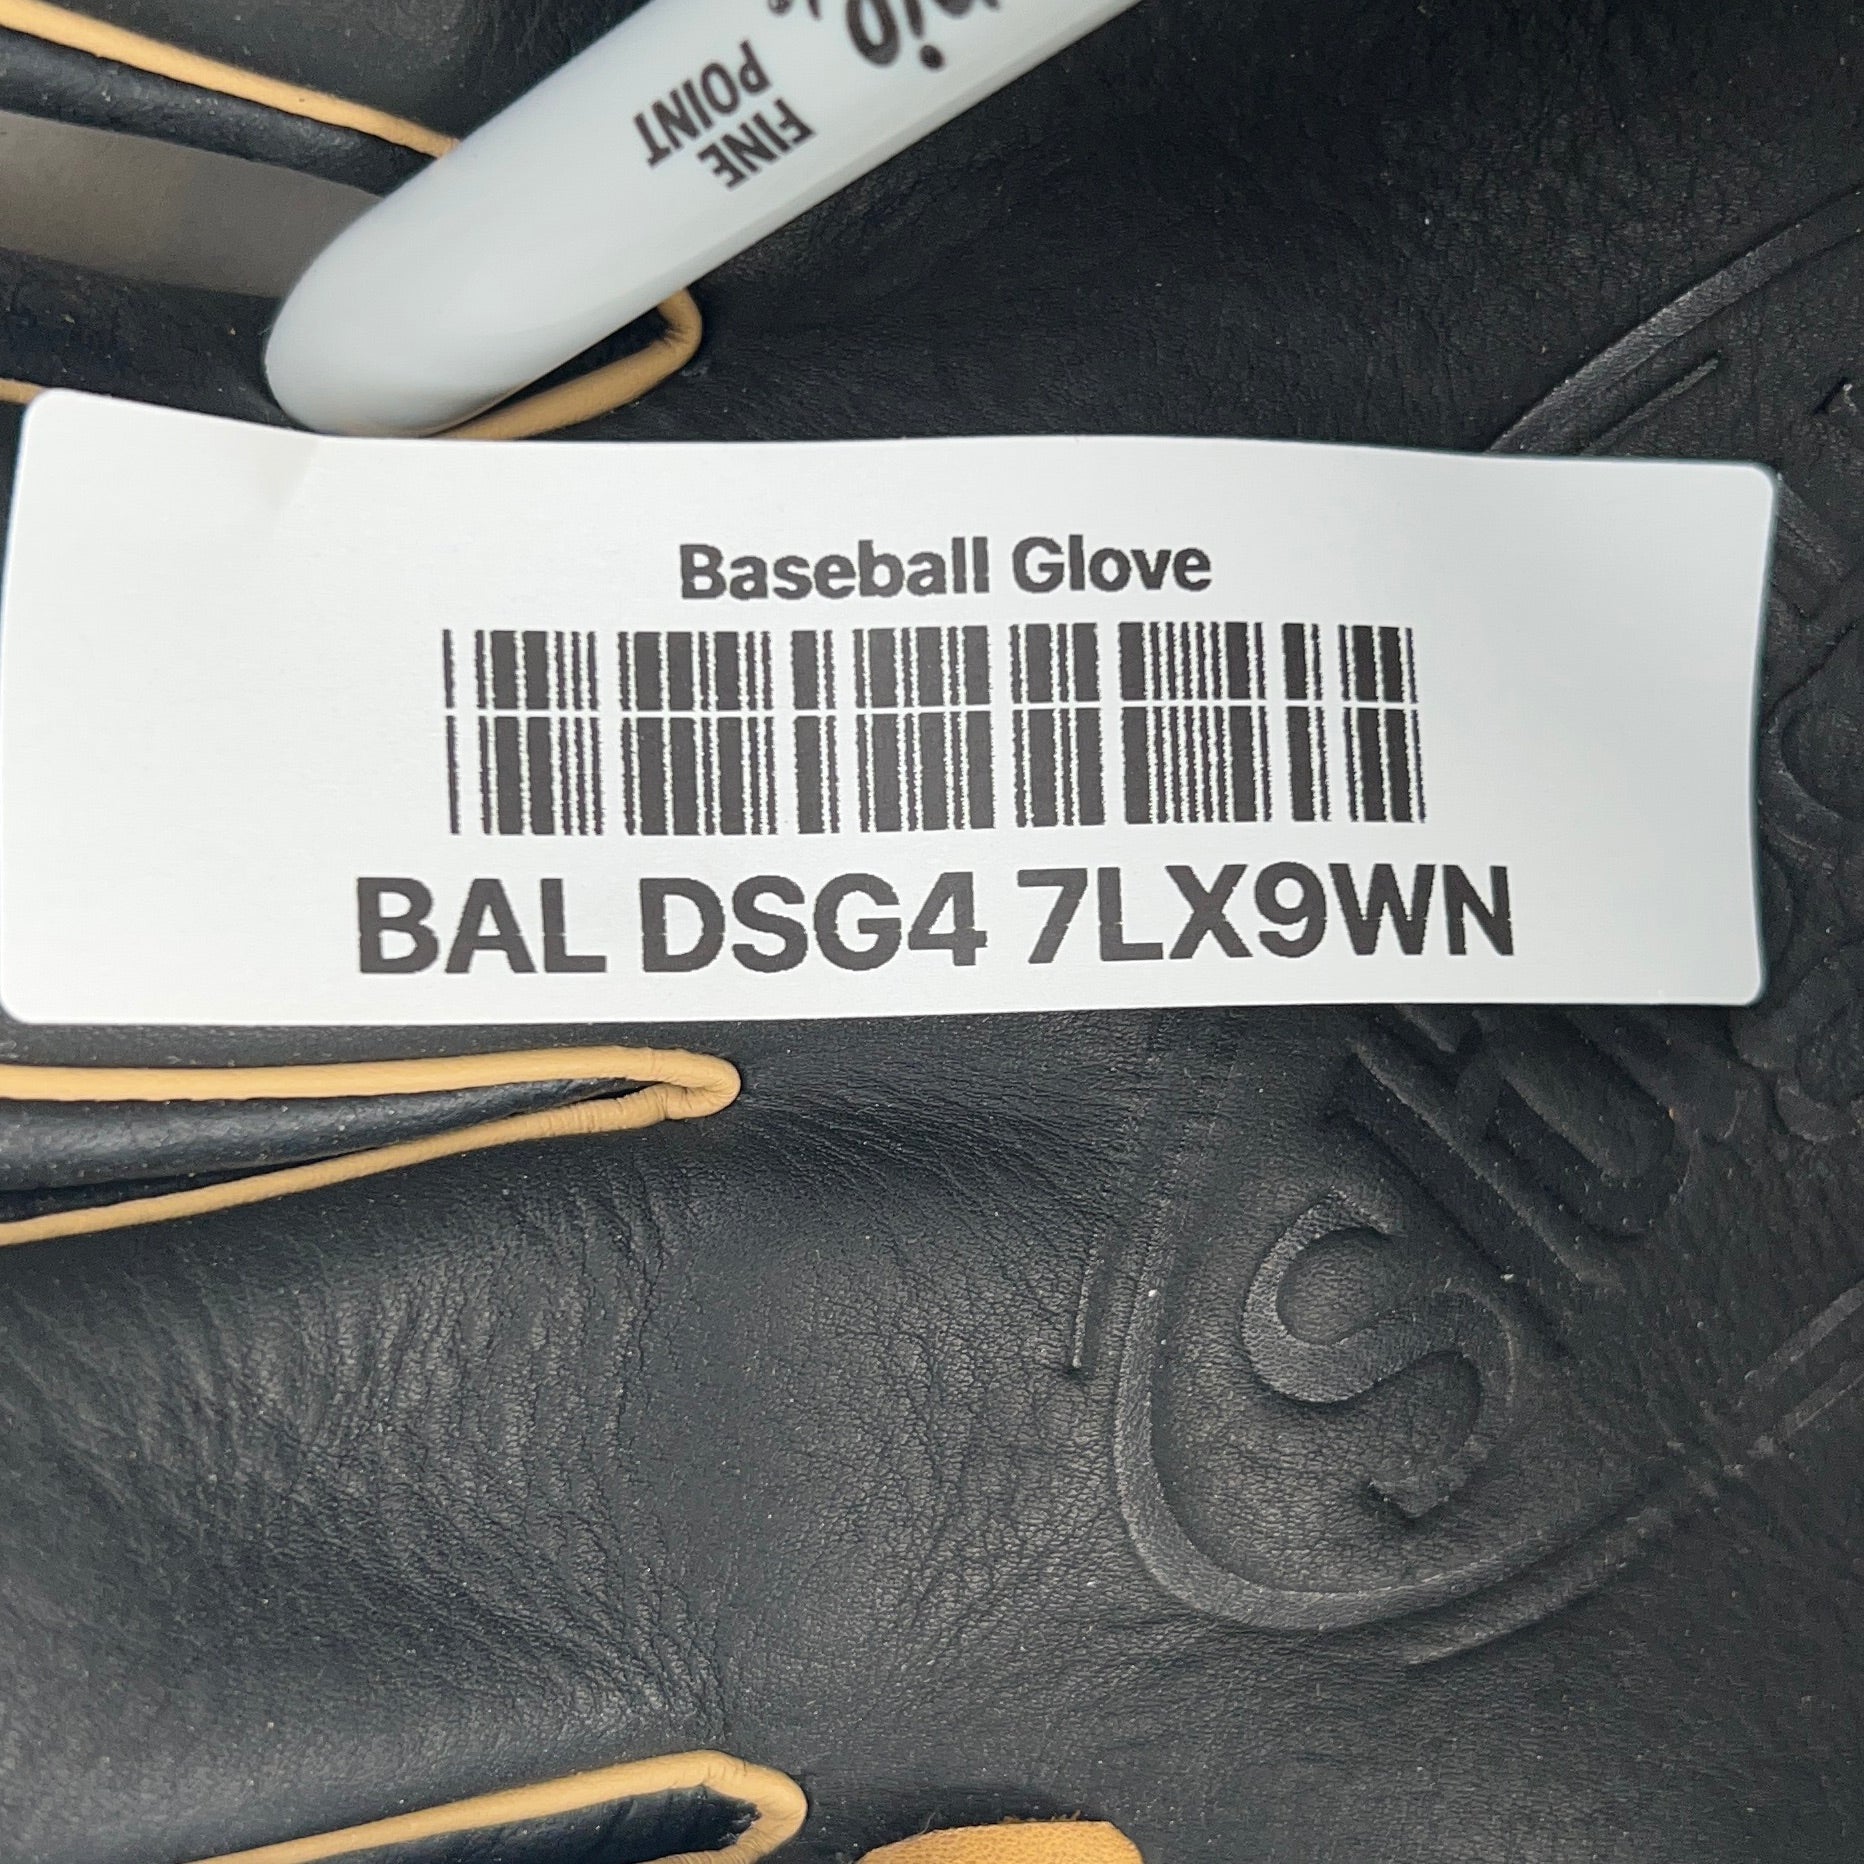 FINE
POINT
Baseball Glove
BAL DSG4 7LX9WN
S